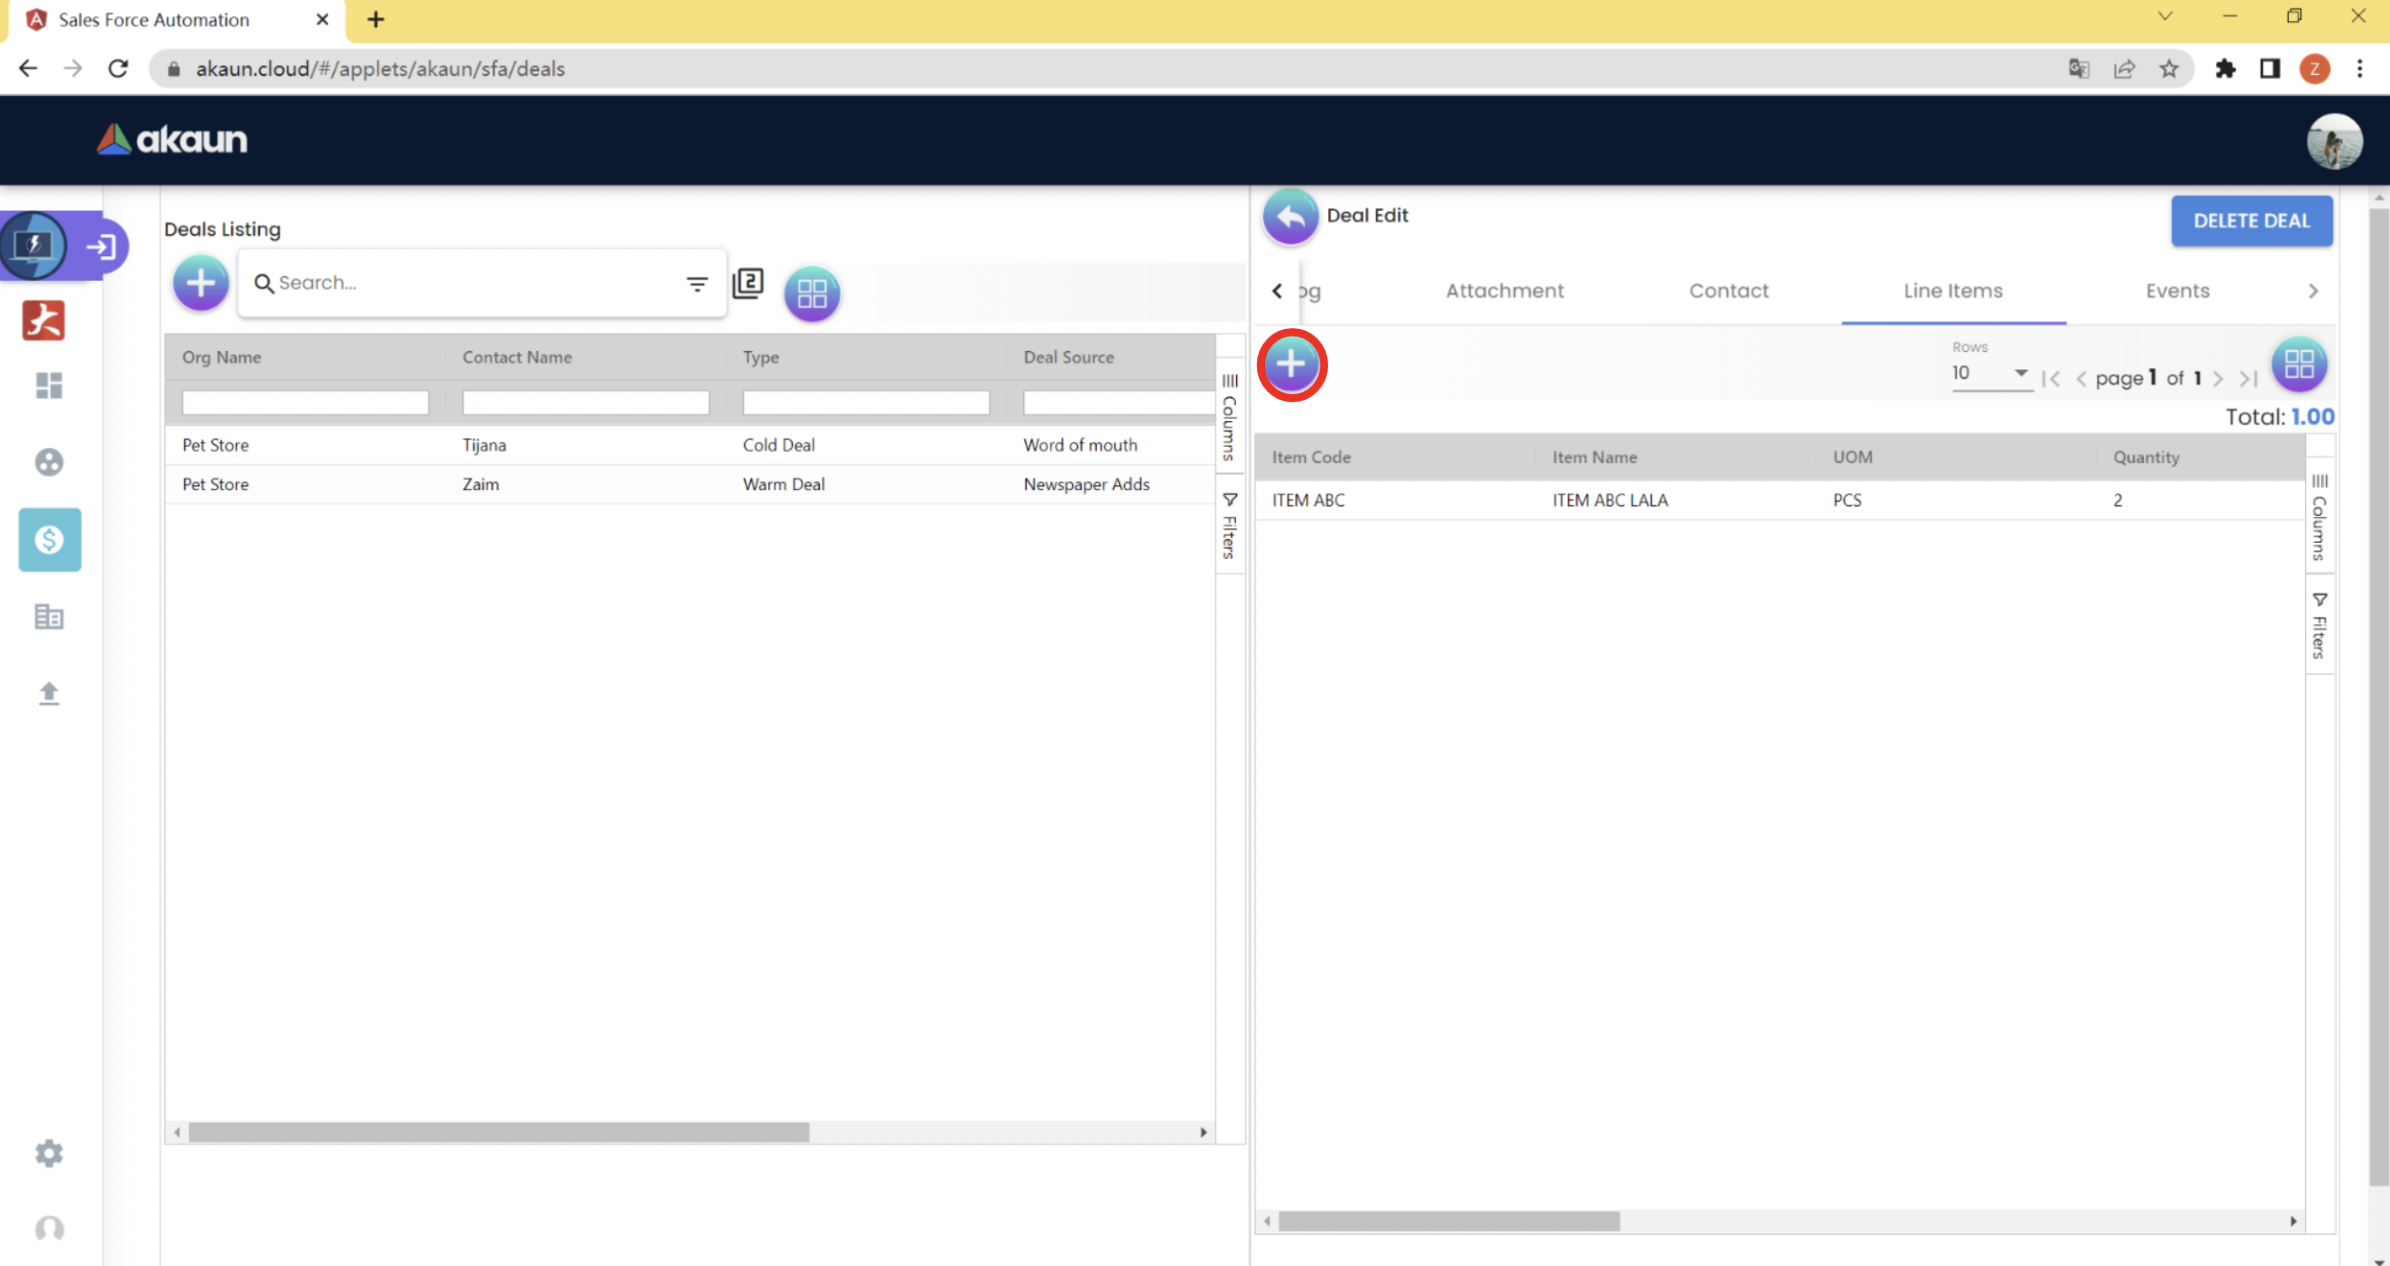 Sales Force Automation
akaun.cloud/#/applets/akaun/sfa/deals
Z
akaun
Deals Listing
Search...
2
Org Name Contact Name Type Deal Source
Pet Store Tijana Cold Deal Word of mouth
Pet Store Zaim Warm Deal Newspaper Adds
Columns
Filters
Deal Edit
DELETE DEAL
og Attachment Contact Line Items Events
Rows
10 page 1 of 1
Total: 1.00
Item Code Item Name UOM Quantity
ITEM ABC ITEM ABC LALA PCS 2
Columns
Filters